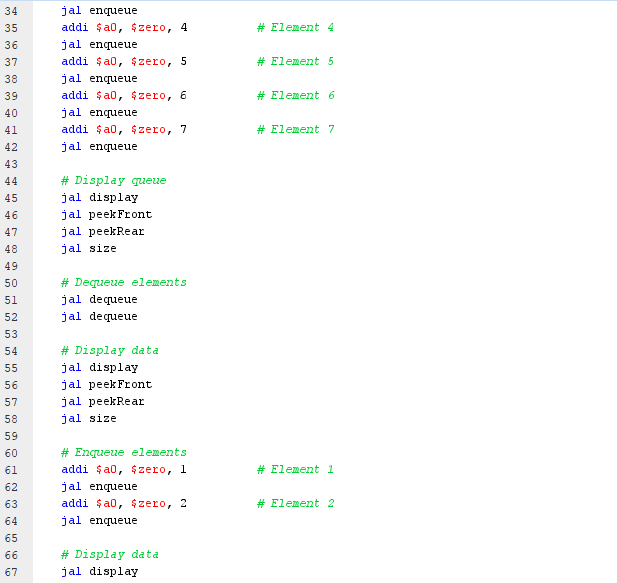 34 jal enqueue
35 addi $a0, $zero, 4 # Element 4
36 jal enqueue
37 addi $a0, $zero, 5 # Element 5
38 jal enqueue
39 addi $a0, $zero, 6 # Element 6
40 jal enqueue
41 addi $a0, $zero, 7 # Element 7
42 jal enqueue
43
44 # Display queue
45 jal display
46 jal peekFront
47 jal peekRear
48 jal size
49
50 # Dequeue elements
51 jal dequeue
52 jal dequeue
53
54 # Display data
55 jal display
56 jal peekFront
57 jal peekRear
58 jal size
59
60 # Enqueue elements
61 addi $a0, $zero, 1 # Element 1
62 jal enqueue
63 addi $a0, $zero, 2 # Element 2
64 jal enqueue
65
66 # Display data
67 jal display